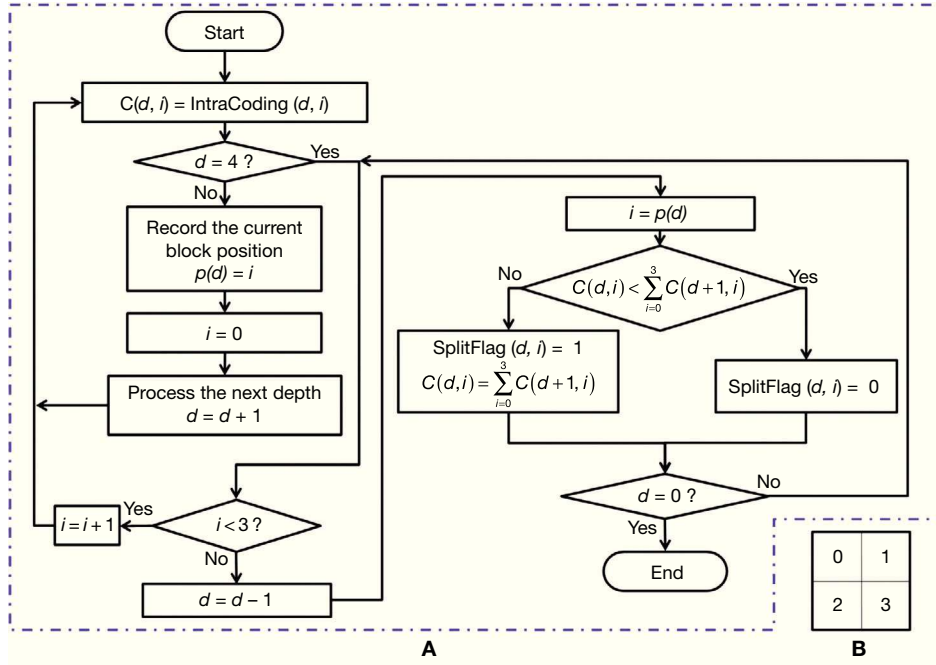 Start
C(d, i) = IntraCoding (d, i)
d = 4 ?
Yes
No
Record the current
block position
p(d) = i
i = 0
Process the next depth
d = d + 1
i < 3 ?
Yes
i = i + 1
No
d = d − 1
i = p(d)
C(d,i) < ∑_{i=0}^{3} C(d+1,i)
No
Yes
SplitFlag (d, i) = 1
C(d,i) = ∑_{i=0}^{3} C(d+1,i)
SplitFlag (d, i) = 0
d = 0 ?
No
Yes
End
A
0 1
2 3
B